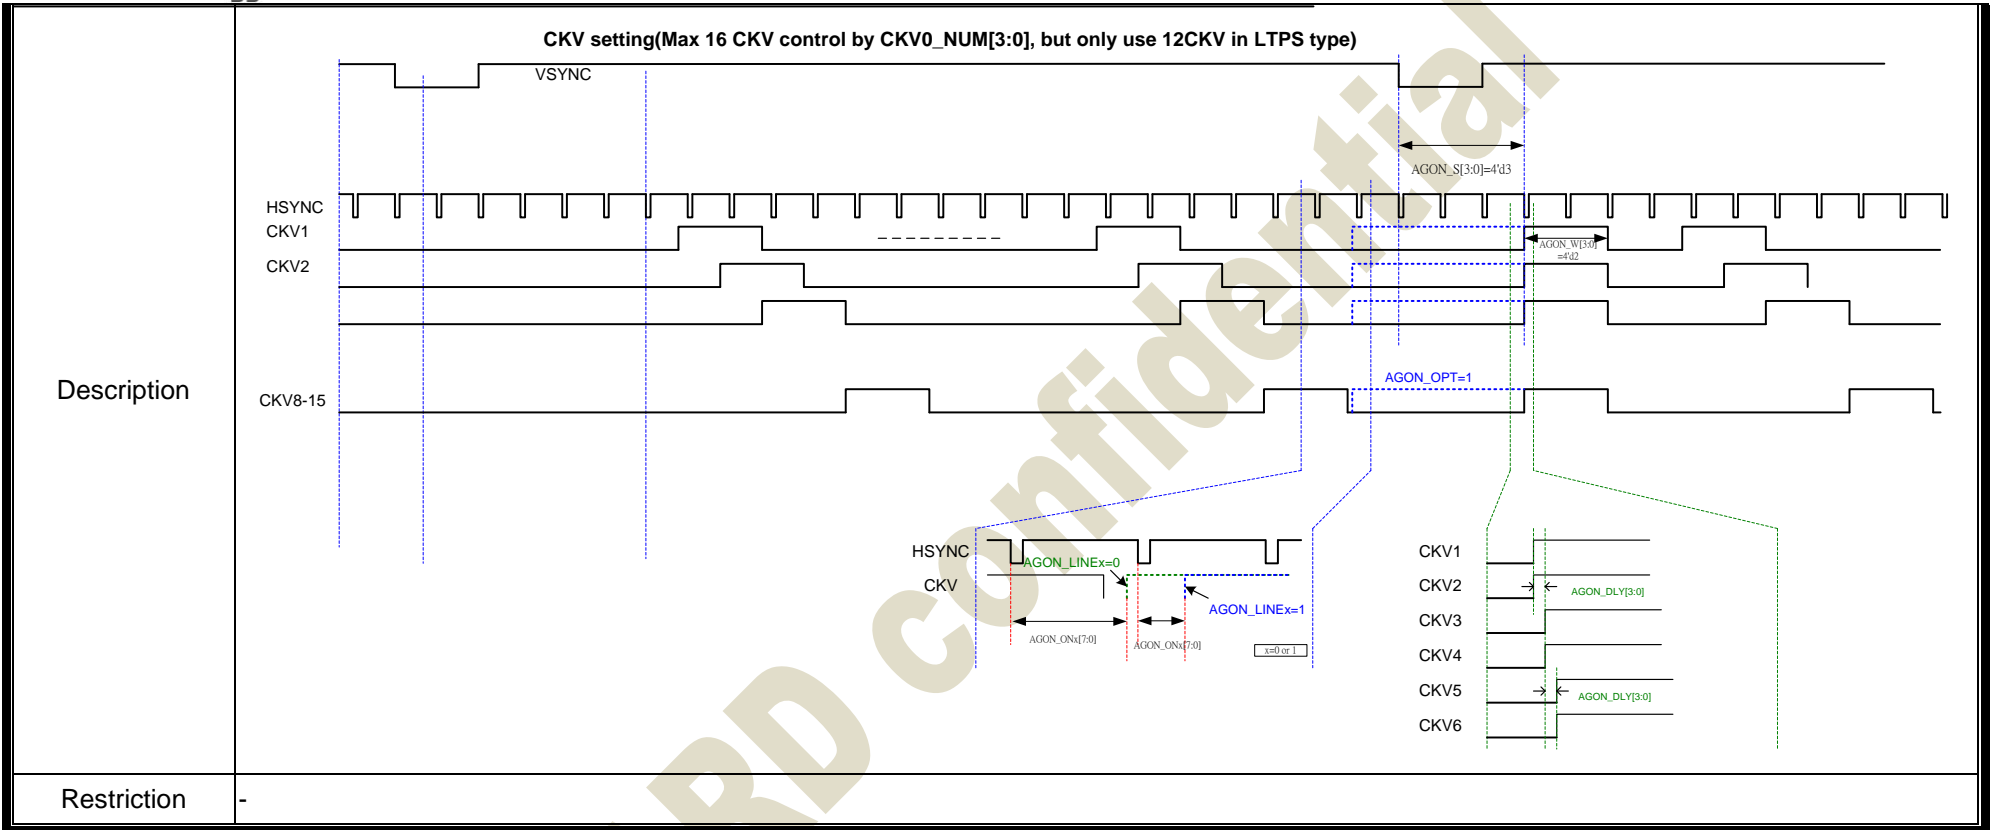 CKV setting(Max 16 CKV control by CKV0_NUM[3:0], but only use 12CKV in LTPS type)
VSYNC
AGON_S[3:0]=4'd3
HSYNC
CKV1
AGON_W[3:0]
=4'd2
CKV2
AGON_OPT=1
Description
CKV8-15
HSYNC
AGON_LINEx=0
CKV
AGON_LINEx=1
AGON_ONx[7:0]
AGON_ONx[7:0]
x=0 or 1
CKV1
CKV2
AGON_DLY[3:0]
CKV3
CKV4
CKV5
AGON_DLY[3:0]
CKV6
Restriction
-
RD confidential